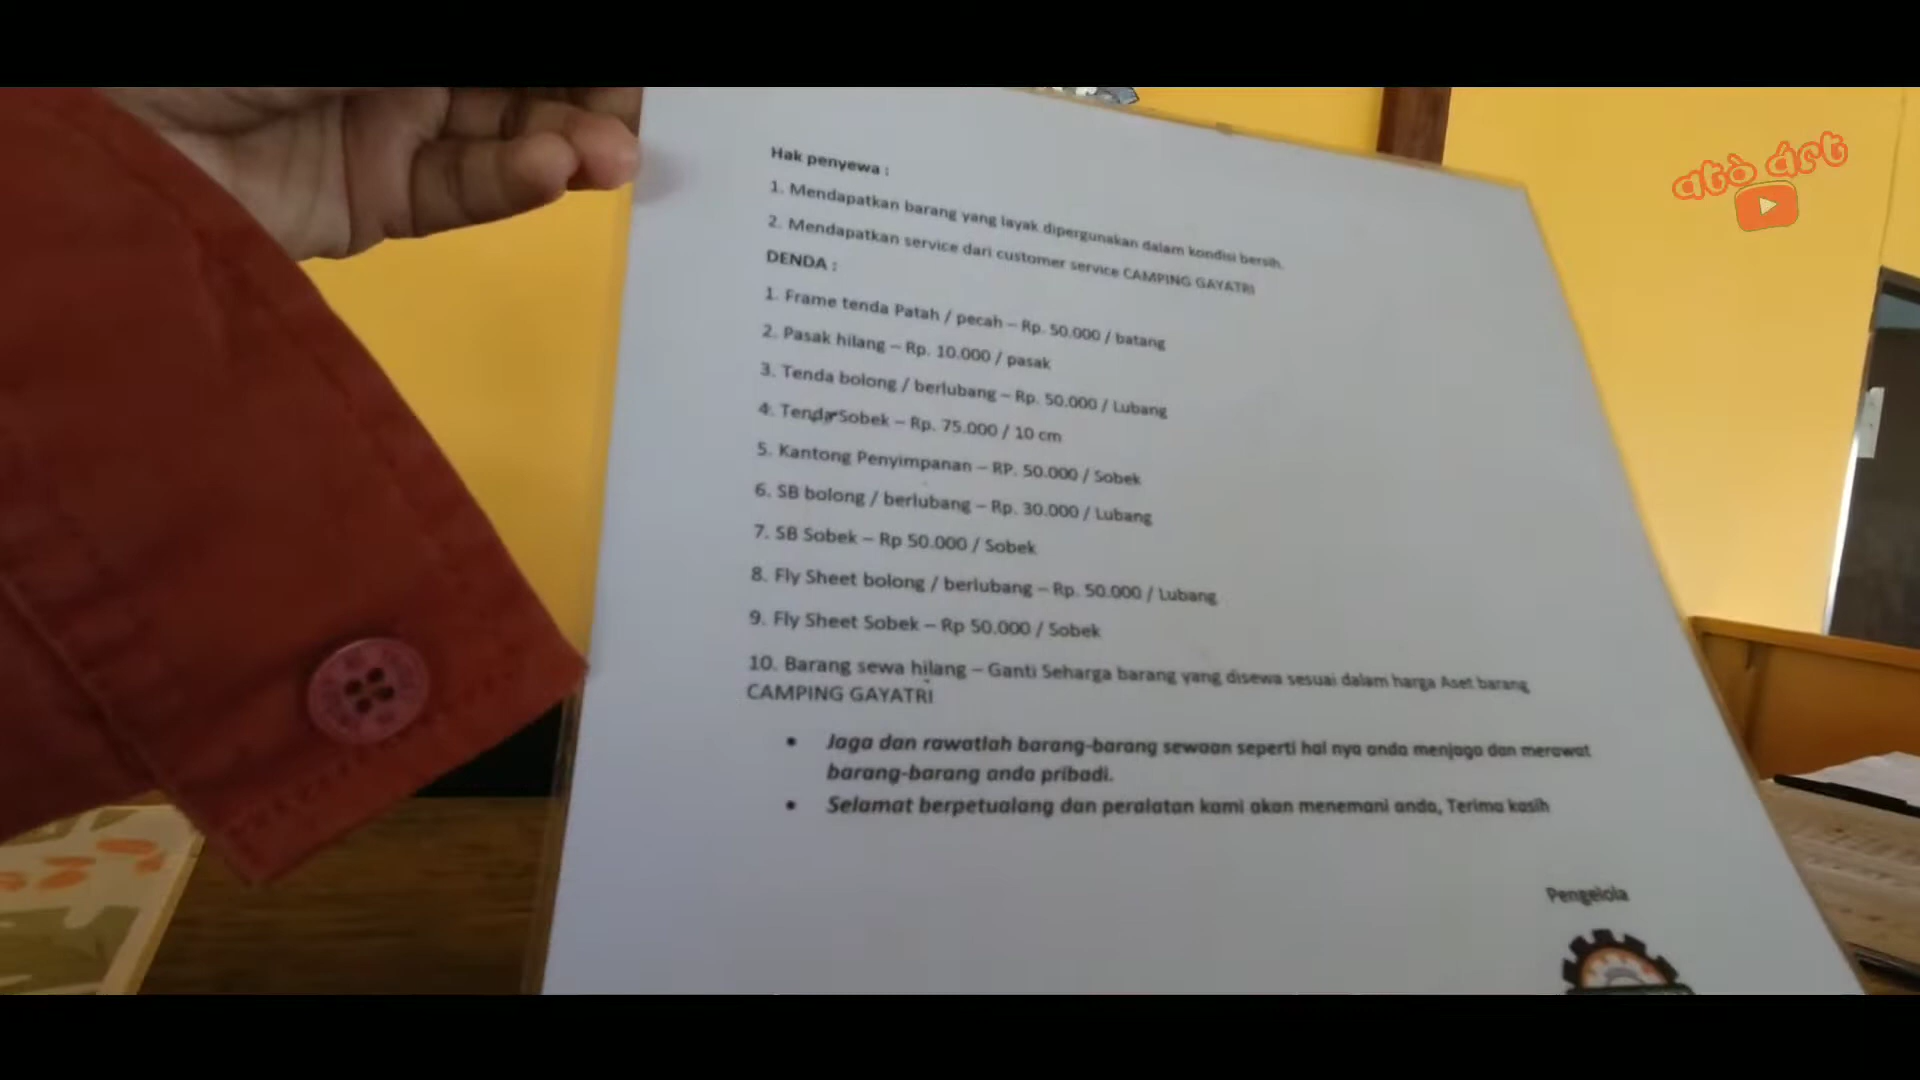 atò árt
Hak penyewa :
1. Mendapatkan barang yang layak dipergunakan dalam kondisi bersih.
2. Mendapatkan service dari customer service CAMPING GAYATRI
DENDA :
1. Frame tenda Patah / pecah – Rp. 50.000 / batang
2. Pasak hilang – Rp. 10.000 / pasak
3. Tenda bolong / berlubang – Rp. 50.000 / Lubang
4. Tenda Sobek – Rp. 75.000 / 10 cm
5. Kantong Penyimpanan – RP. 50.000 / Sobek
6. SB bolong / berlubang – Rp. 30.000 / Lubang
7. SB Sobek – Rp 50.000 / Sobek
8. Fly Sheet bolong / berlubang – Rp. 50.000 / Lubang
9. Fly Sheet Sobek – Rp 50.000 / Sobek
10. Barang sewa hilang – Ganti Seharga barang yang disewa sesuai dalam harga Aset barang
CAMPING GAYATRI
• Jaga dan rawatlah barang-barang sewaan seperti hal nya anda menjaga dan merawat
barang-barang anda pribadi.
• Selamat berpetualang dan peralatan kami akan menemani anda, Terima kasih
Pengelola